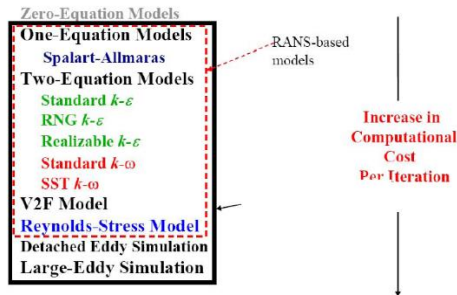 Zero-Equation Models
One-Equation Models
Spalart-Allmaras
Two-Equation Models
Standard k-ε
RNG k-ε
Realizable k-ε
Standard k-ω
SST k-ω
V2F Model
Reynolds-Stress Model
Detached Eddy Simulation
Large-Eddy Simulation
RANS-based
models
Increase in
Computational
Cost
Per Iteration